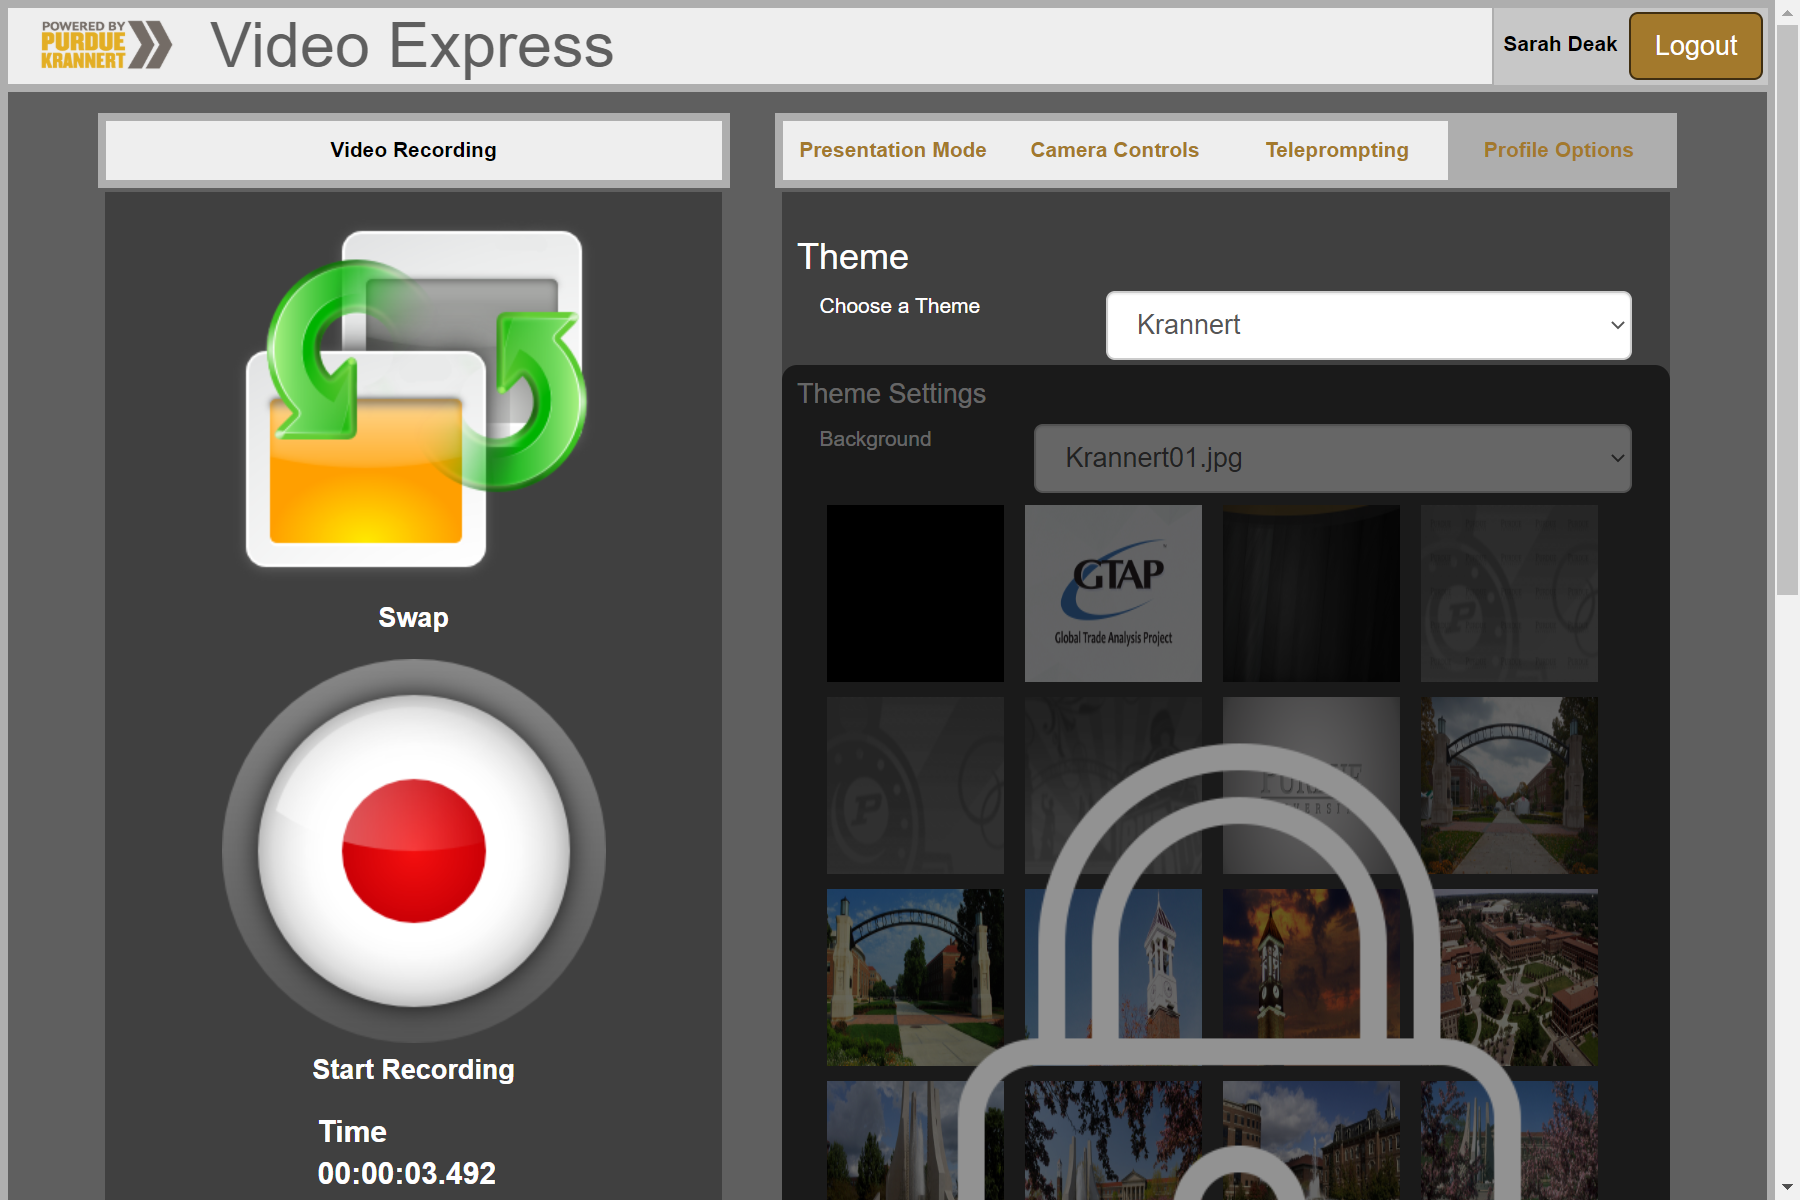 POWERED BY
PURDUE
KRANNERT
Video Express
Sarah Deak
Logout
Video Recording
Presentation Mode
Camera Controls
Teleprompting
Profile Options
Theme
Choose a Theme
Krannert
Theme Settings
Background
Krannert01.jpg
GTAP
Global Trade Analysis Project
Swap
Start Recording
Time
00:00:03.492